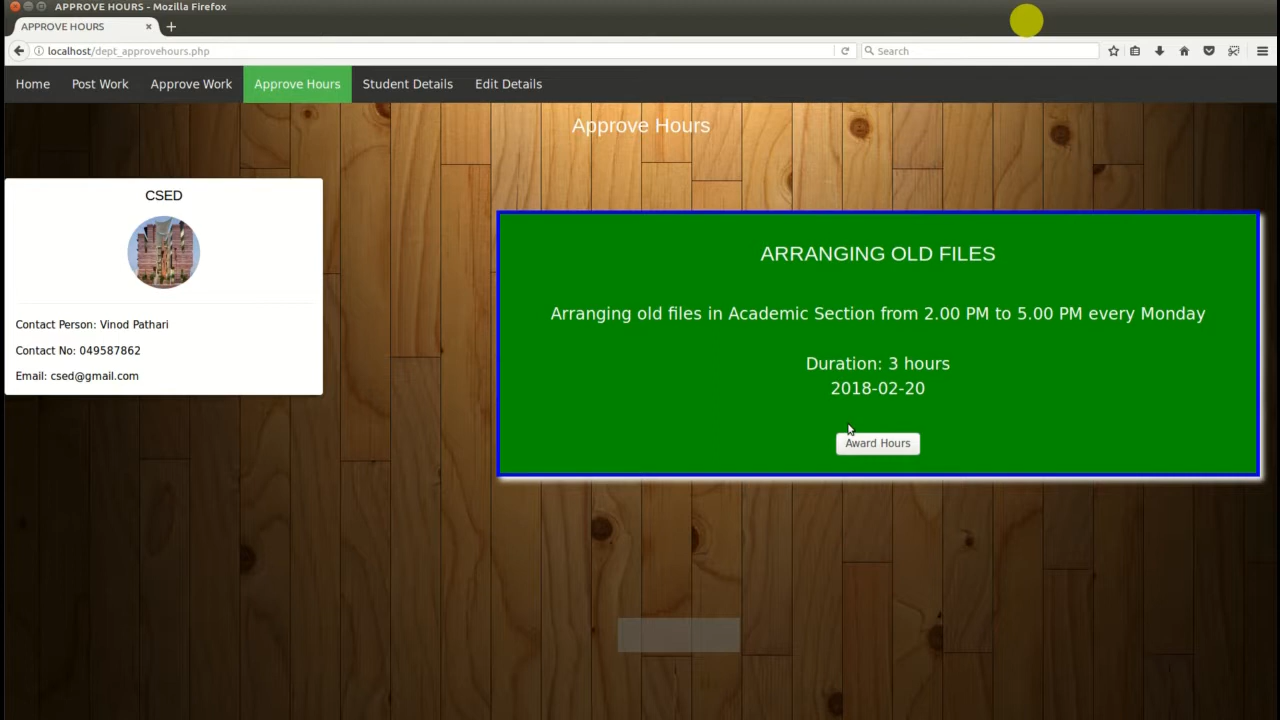 APPROVE HOURS - Mozilla Firefox
APPROVE HOURS
localhost/dept_approvehours.php
Search
Home Post Work Approve Work Approve Hours Student Details Edit Details
Approve Hours
CSED
Contact Person: Vinod Pathari
Contact No: 049587862
Email: csed@gmail.com
ARRANGING OLD FILES
Arranging old files in Academic Section from 2.00 PM to 5.00 PM every Monday
Duration: 3 hours
2018-02-20
Award Hours